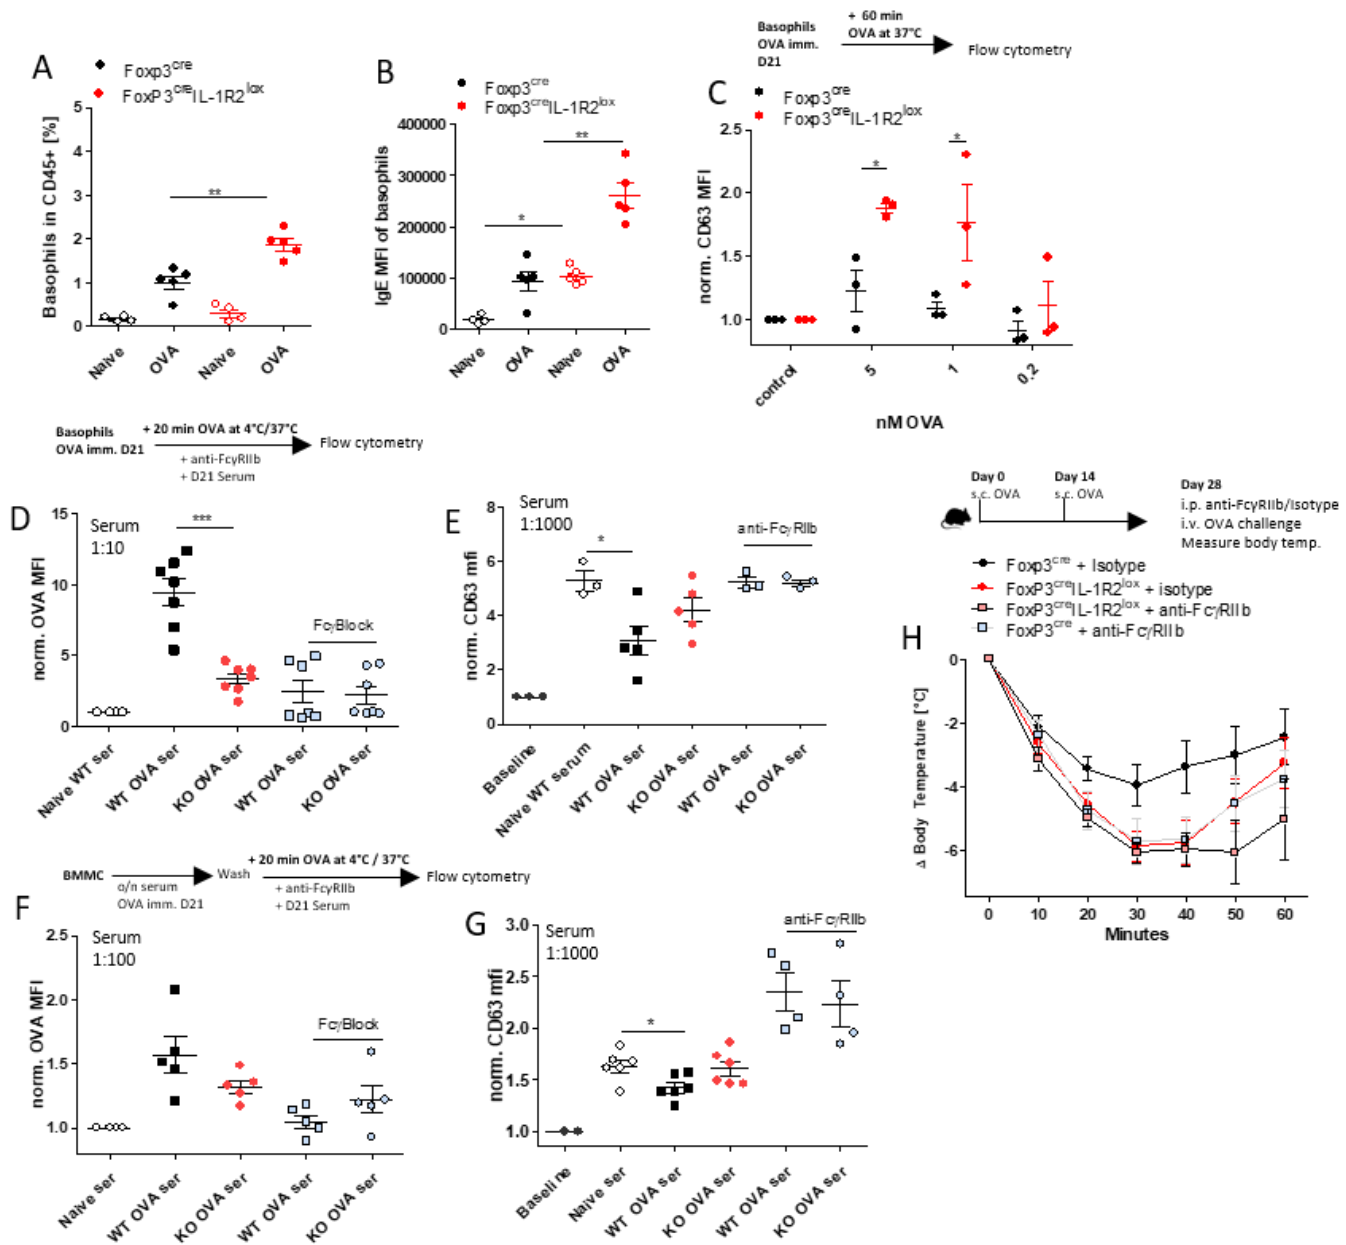 Basophils
OVA imm.
D21
+ 60 min
OVA at 37°C
Flow cytometry
A
Foxp3cre
FoxP3creIL-1R2lox
Basophils in CD45+ [%]
5
4
3
2
1
0
**
Naive
OVA
Naive
OVA
B
Foxp3cre
Foxp3creIL-1R2lox
IgE MFI of basophils
400000
300000
200000
100000
0
*
**
Naive
OVA
Naive
OVA
C
Foxp3cre
Foxp3creIL-1R2lox
norm. CD63 MFI
2.5
2.0
1.5
1.0
*
*
control
5
1
0.2
nM OVA
Basophils
OVA imm. D21
+ 20 min OVA at 4°C/37°C
+ anti-FcγRIIb
+ D21 Serum
Flow cytometry
D
Serum
1:10
norm. OVA MFI
15
10
5
0
***
FcγBlock
Naive WT Ser
WT OVA ser
KO OVA ser
WT OVA ser
KO OVA ser
E
Serum
1:1000
norm. CD63 mfi
8
6
4
2
0
*
anti-FcγRIIb
Baseline
Naive WT serum
WT OVA ser
KO OVA ser
WT OVA ser
KO OVA ser
Day 0
s.c. OVA
Day 14
s.c. OVA
Day 28
i.p. anti-FcγRIIb/Isotype
i.v. OVA challenge
Measure body temp.
Foxp3cre + Isotype
FoxP3creIL-1R2lox + isotype
FoxP3creIL-1R2lox + anti-FcγRIIb
FoxP3cre + anti-FcγRIIb
H
Δ Body Temperature [°C]
0
-2
-4
-6
0
10
20
30
40
50
60
Minutes
BMMC
o/n serum
OVA imm. D21
Wash
+ 20 min OVA at 4°C / 37°C
+ anti-FcγRIIb
+ D21 Serum
Flow cytometry
F
Serum
1:100
norm. OVA MFI
2.5
2.0
1.5
1.0
FcγBlock
Naive ser
WT OVA ser
KO OVA ser
WT OVA ser
KO OVA ser
G
Serum
1:1000
norm. CD63 mfi
3.0
2.5
2.0
1.5
1.0
*
anti-FcγRIIb
Baseline
Naive ser
WT OVA ser
KO OVA ser
WT OVA ser
KO OVA ser